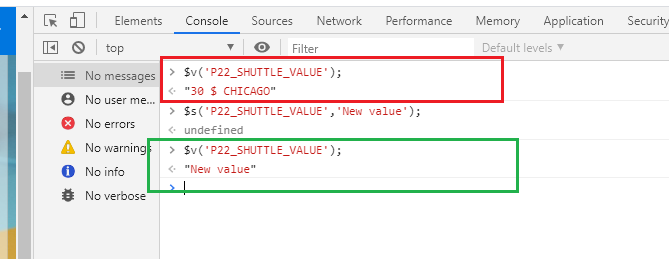 Elements Console Sources Network Performance Memory Application Security
top Filter Default levels
No messages
No user me...
No errors
No warnings
No info
No verbose
> $v('P22_SHUTTLE_VALUE');
"30 $ CHICAGO"
> $s('P22_SHUTTLE_VALUE','New value');
undefined
> $v('P22_SHUTTLE_VALUE');
"New value"
>